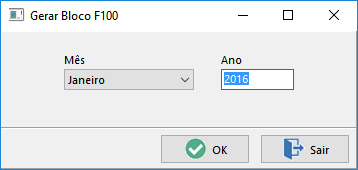 Gerar Bloco F100
Mês Ano
Janeiro 2016
OK Sair